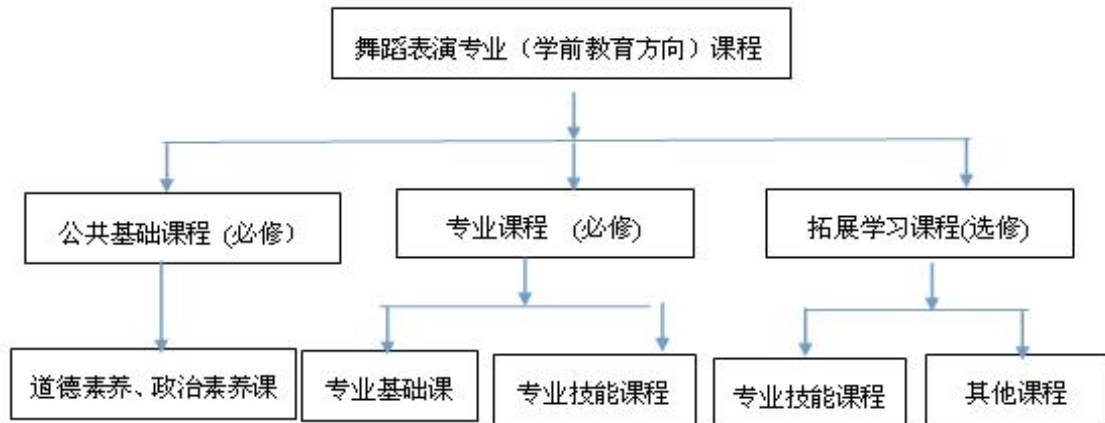 舞蹈表演专业（学前教育方向）课程
公共基础课程 (必修）
专业课程 (必修)
拓展学习课程(选修)
道德素养、政治素养课
专业基础课
专业技能课程
专业技能课程
其他课程